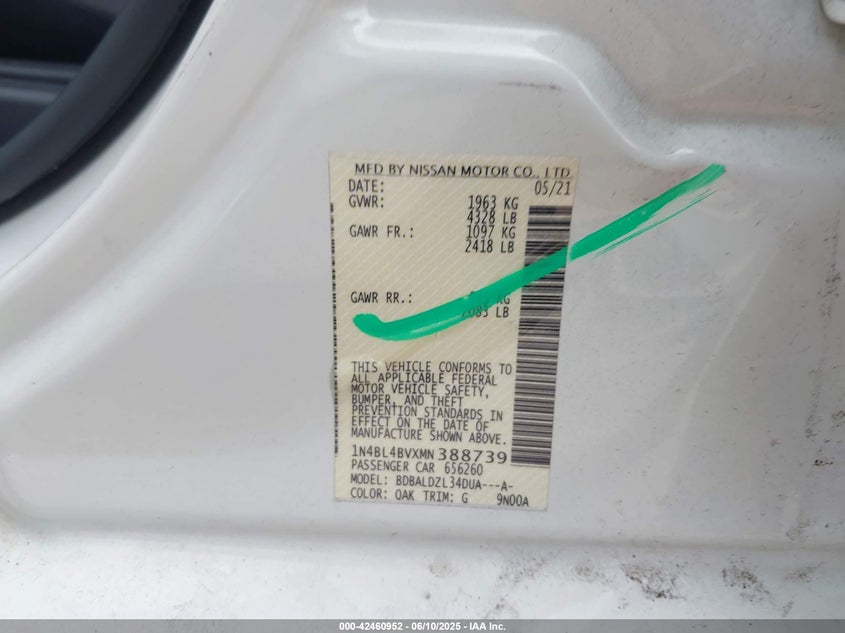 MFD BY NISSAN MOTOR CO., LTD
DATE: 05/21
GVWR: 1963 KG
4328 LB
GAWR FR.: 1097 KG
2418 LB
GAWR RR.: KG
LB
THIS VEHICLE CONFORMS TO
ALL APPLICABLE FEDERAL
MOTOR VEHICLE SAFETY,
BUMPER, AND THEFT
PREVENTION STANDARDS IN
EFFECT ON THE DATE OF
MANUFACTURE SHOWN ABOVE.
1N4BL4BVXMN388739
PASSENGER CAR 656260
MODEL: BDBALDZL34DUA---A-
COLOR: QAK TRIM: G 9N00A
000-42460952 - 06/10/2025 - IAA Inc.